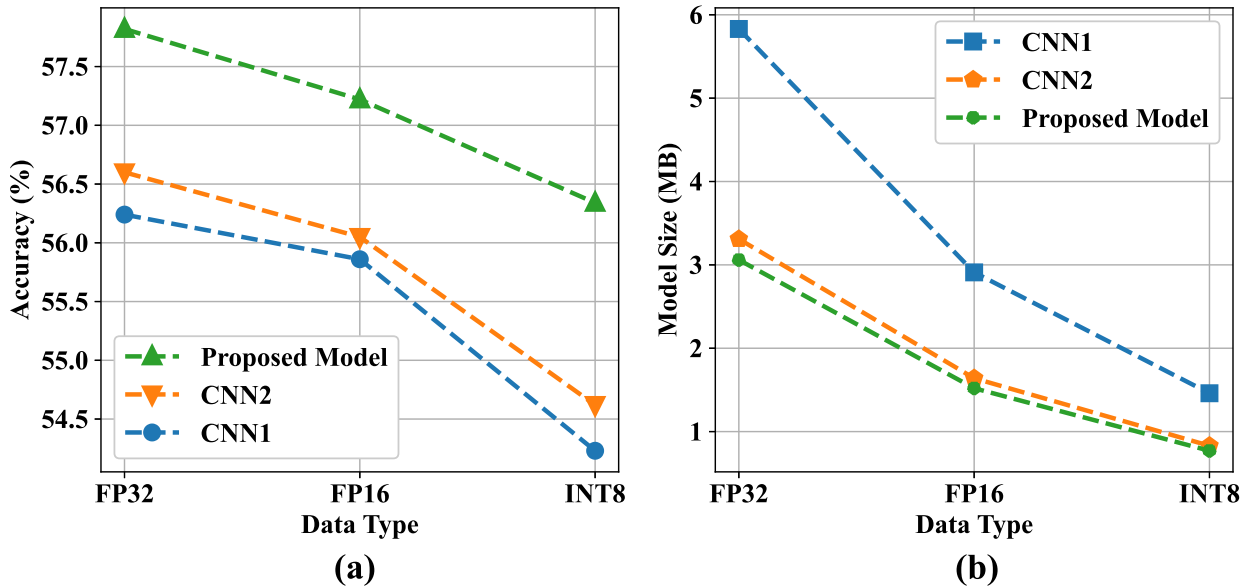 57.5
57.0
56.5
56.0
55.5
55.0
54.5
Accuracy (%)
Proposed Model
CNN2
CNN1
FP32 FP16 INT8
Data Type
(a)
6
5
4
3
2
1
Model Size (MB)
CNN1
CNN2
Proposed Model
FP32 FP16 INT8
Data Type
(b)